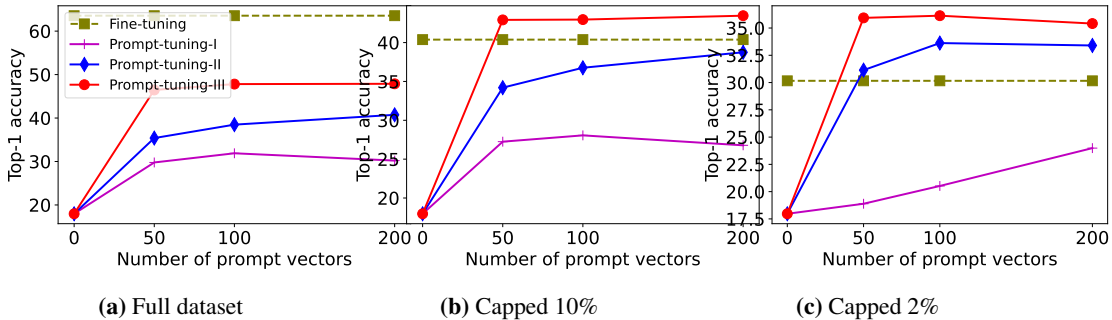 Top-1 accuracy
60
50
40
30
20
Fine-tuning
Prompt-tuning-I
Prompt-tuning-II
Prompt-tuning-III
0 50 100 200
Number of prompt vectors
(a) Full dataset
Top-1 accuracy
40
35
30
25
20
0 50 100 200
Number of prompt vectors
(b) Capped 10%
Top-1 accuracy
35.0
32.5
30.0
27.5
25.0
22.5
20.0
17.5
0 50 100 200
Number of prompt vectors
(c) Capped 2%